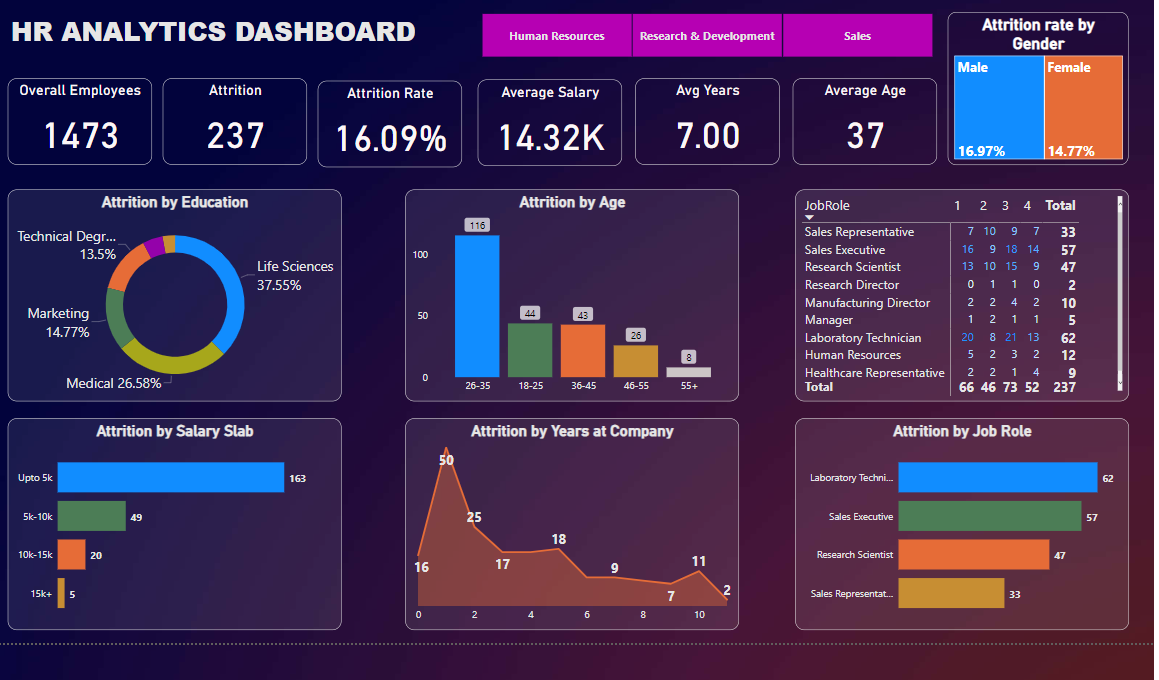 HR ANALYTICS DASHBOARD
Human Resources
Research & Development
Sales
Attrition rate by
Gender
Male
Female
16.97%
14.77%
Overall Employees
1473
Attrition
237
Attrition Rate
16.09%
Average Salary
14.32K
Avg Years
7.00
Average Age
37
Attrition by Education
Technical Degr...
13.5%
Life Sciences
37.55%
Marketing
14.77%
Medical 26.58%
Attrition by Age
116
100
44
43
50
26
8
0
26-35 18-25 36-45 46-55 55+
JobRole 1 2 3 4 Total
Sales Representative 7 10 9 7 33
Sales Executive 16 9 18 14 57
Research Scientist 13 10 15 9 47
Research Director 0 1 1 0 2
Manufacturing Director 2 2 4 2 10
Manager 1 2 1 1 5
Laboratory Technician 20 8 21 13 62
Human Resources 5 2 3 2 12
Healthcare Representative 2 2 1 4 9
Total 66 46 73 52 237
Attrition by Salary Slab
Upto 5k 163
5k-10k 49
10k-15k 20
15k+ 5
Attrition by Years at Company
50
25
18
16
17
9
11
7
2
0 2 4 6 8 10
Attrition by Job Role
Laboratory Techni... 62
Sales Executive 57
Research Scientist 47
Sales Representat... 33